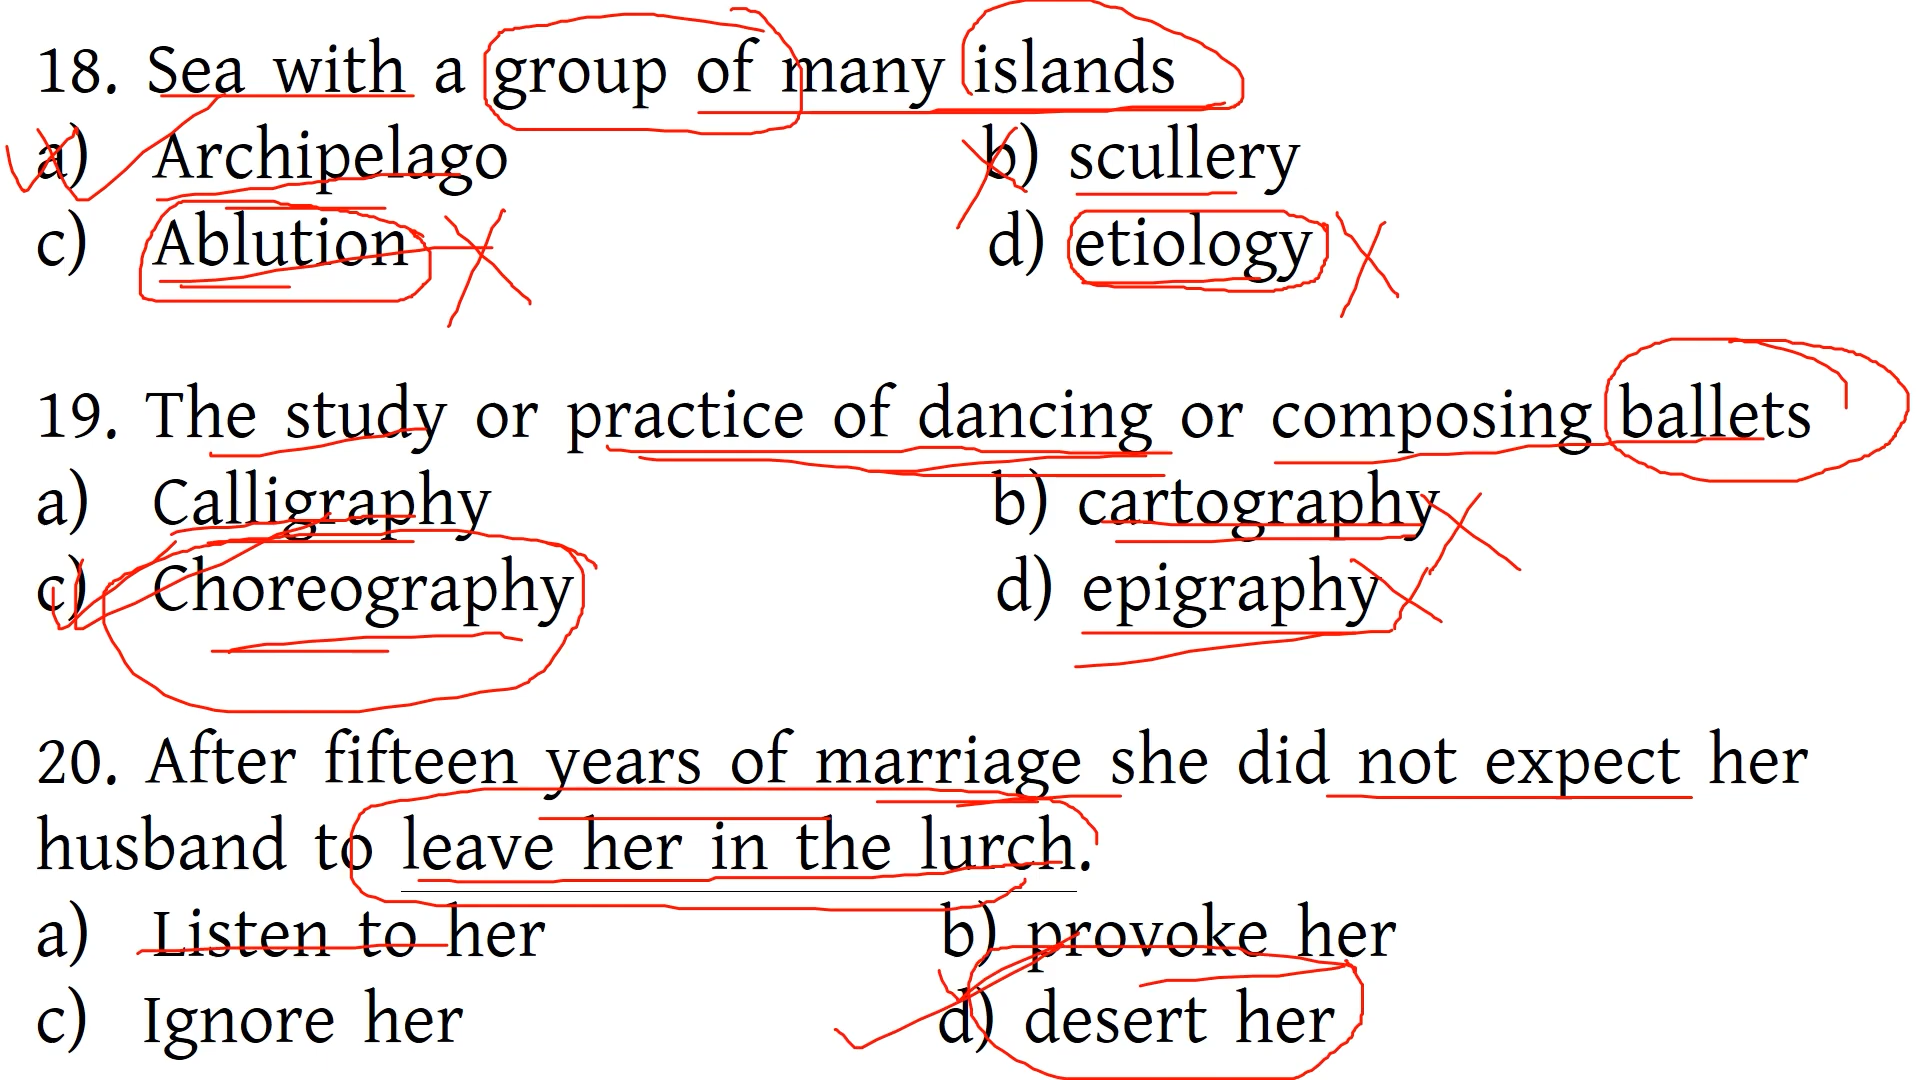 18. Sea with a group of many islands
a) Archipelago b) scullery
c) Ablution d) etiology
19. The study or practice of dancing or composing ballets
a) Calligraphy b) cartography
c) Choreography d) epigraphy
20. After fifteen years of marriage she did not expect her
husband to leave her in the lurch.
a) Listen to her b) provoke her
c) Ignore her d) desert her